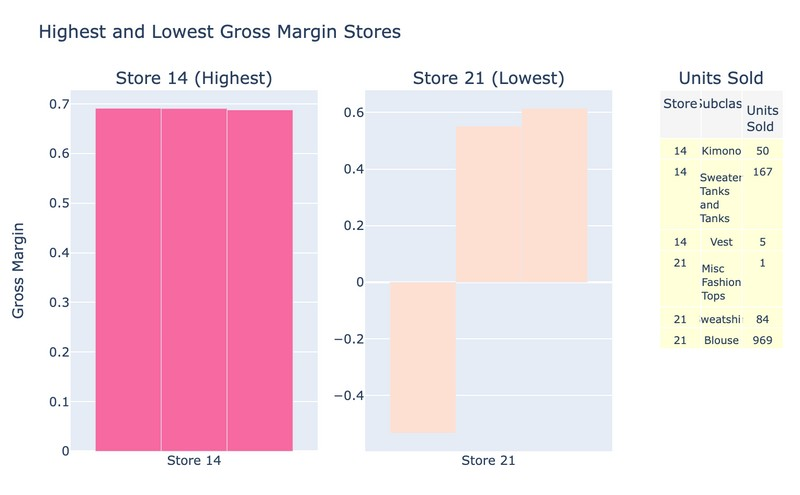 Highest and Lowest Gross Margin Stores
Store 14 (Highest)
Store 21 (Lowest)
Units Sold
Gross Margin
0.7
0.6
0.5
0.4
0.3
0.2
0.1
0
Store 14
0.6
0.4
0.2
0
−0.2
−0.4
Store 21
Store Units
Sold
14 Kimono 50
14 Sweater 167
Tanks
and
Tanks
14 Vest 5
21 Misc 1
Fashion
Tops
21 84
21 Blouse 969